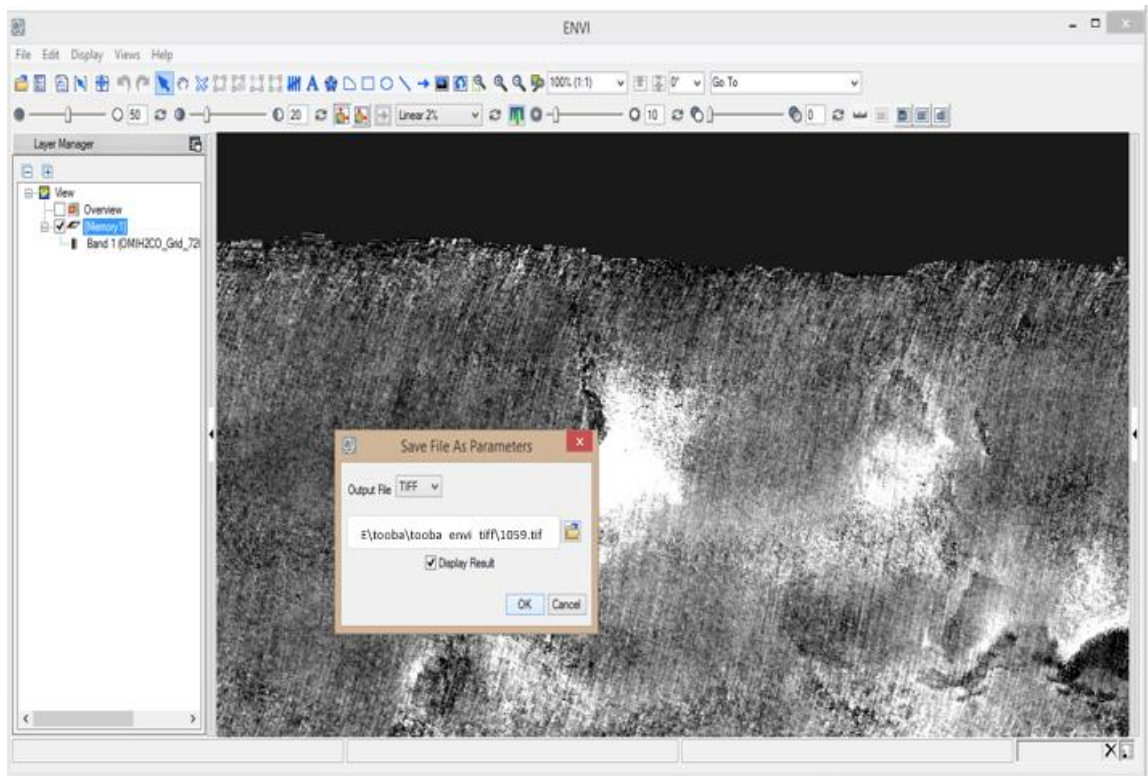 ENVI
File Edit Display Views Help
100% (1:1) 0° Go To
50 20 Linear 2% 10 0
Layer Manager
View
Overview
[Memory1]
Band 1 (OMIH2CO_Grid_72
Save File As Parameters
Output File TIFF
E\tooba\tooba envi tiff\1059.tif
Display Result
OK Cancel